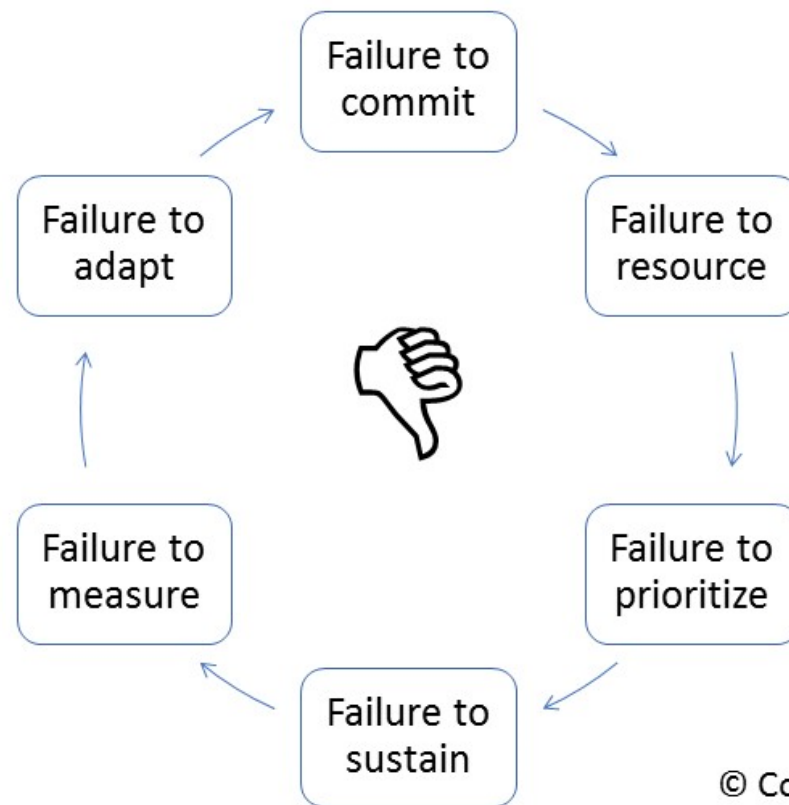 Failure to
commit
Failure to
resource
Failure to
prioritize
Failure to
sustain
Failure to
measure
Failure to
adapt
©